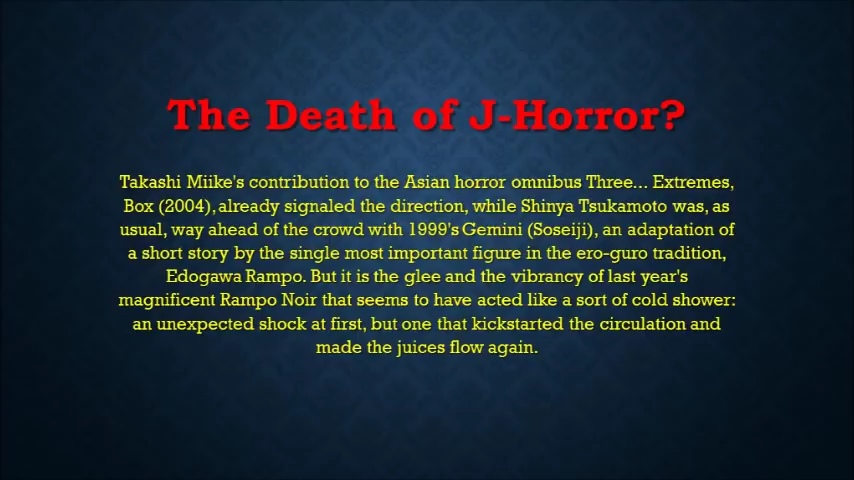 The Death of J-Horror?
Takashi Miike's contribution to the Asian horror omnibus Three... Extremes,
Box (2004), already signaled the direction, while Shinya Tsukamoto was, as
usual, way ahead of the crowd with 1999's Gemini (Soseiji), an adaptation of
a short story by the single most important figure in the ero-guro tradition,
Edogawa Rampo. But it is the glee and the vibrancy of last year's
magnificent Rampo Noir that seems to have acted like a sort of cold shower:
an unexpected shock at first, but one that kickstarted the circulation and
made the juices flow again.